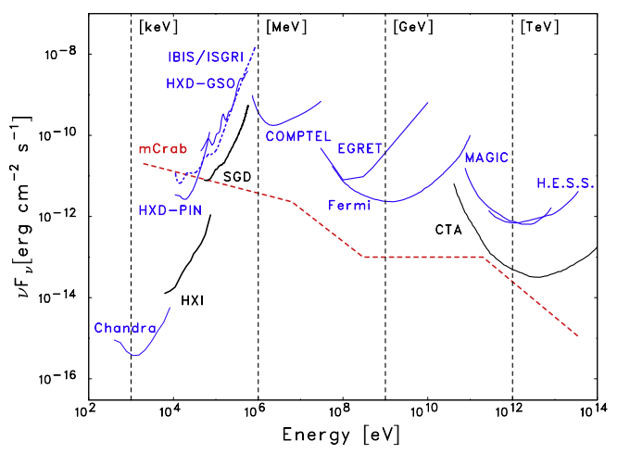 [keV] [MeV] [GeV] [TeV]
10⁻⁸
IBIS/ISGRI
HXD-GSO
10⁻¹⁰
COMPTEL
mCrab
EGRET
MAGIC
SGD
H.E.S.S.
Fermi
HXD-PIN
10⁻¹²
CTA
HXI
10⁻¹⁴
Chandra
10⁻¹⁶
νFν[erg cm⁻² s⁻¹]
10² 10⁴ 10⁶ 10⁸ 10¹⁰ 10¹² 10¹⁴
Energy [eV]